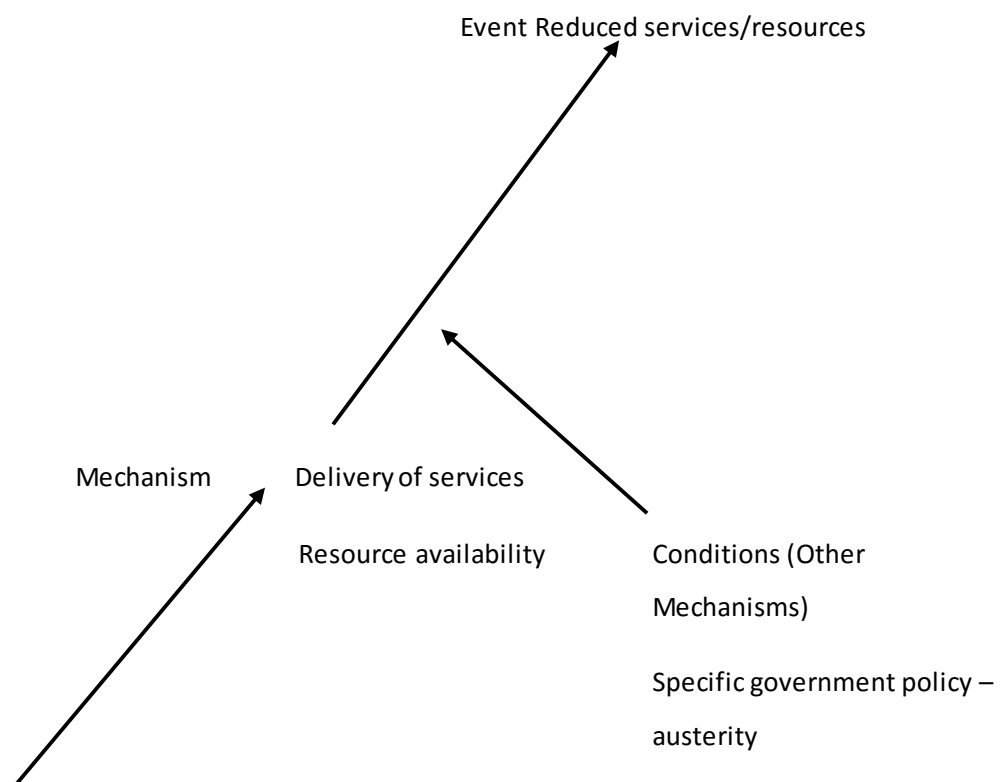 Event Reduced services/resources
Mechanism
Delivery of services
Resource availability
Conditions (Other
Mechanisms)
Specific government policy –
austerity